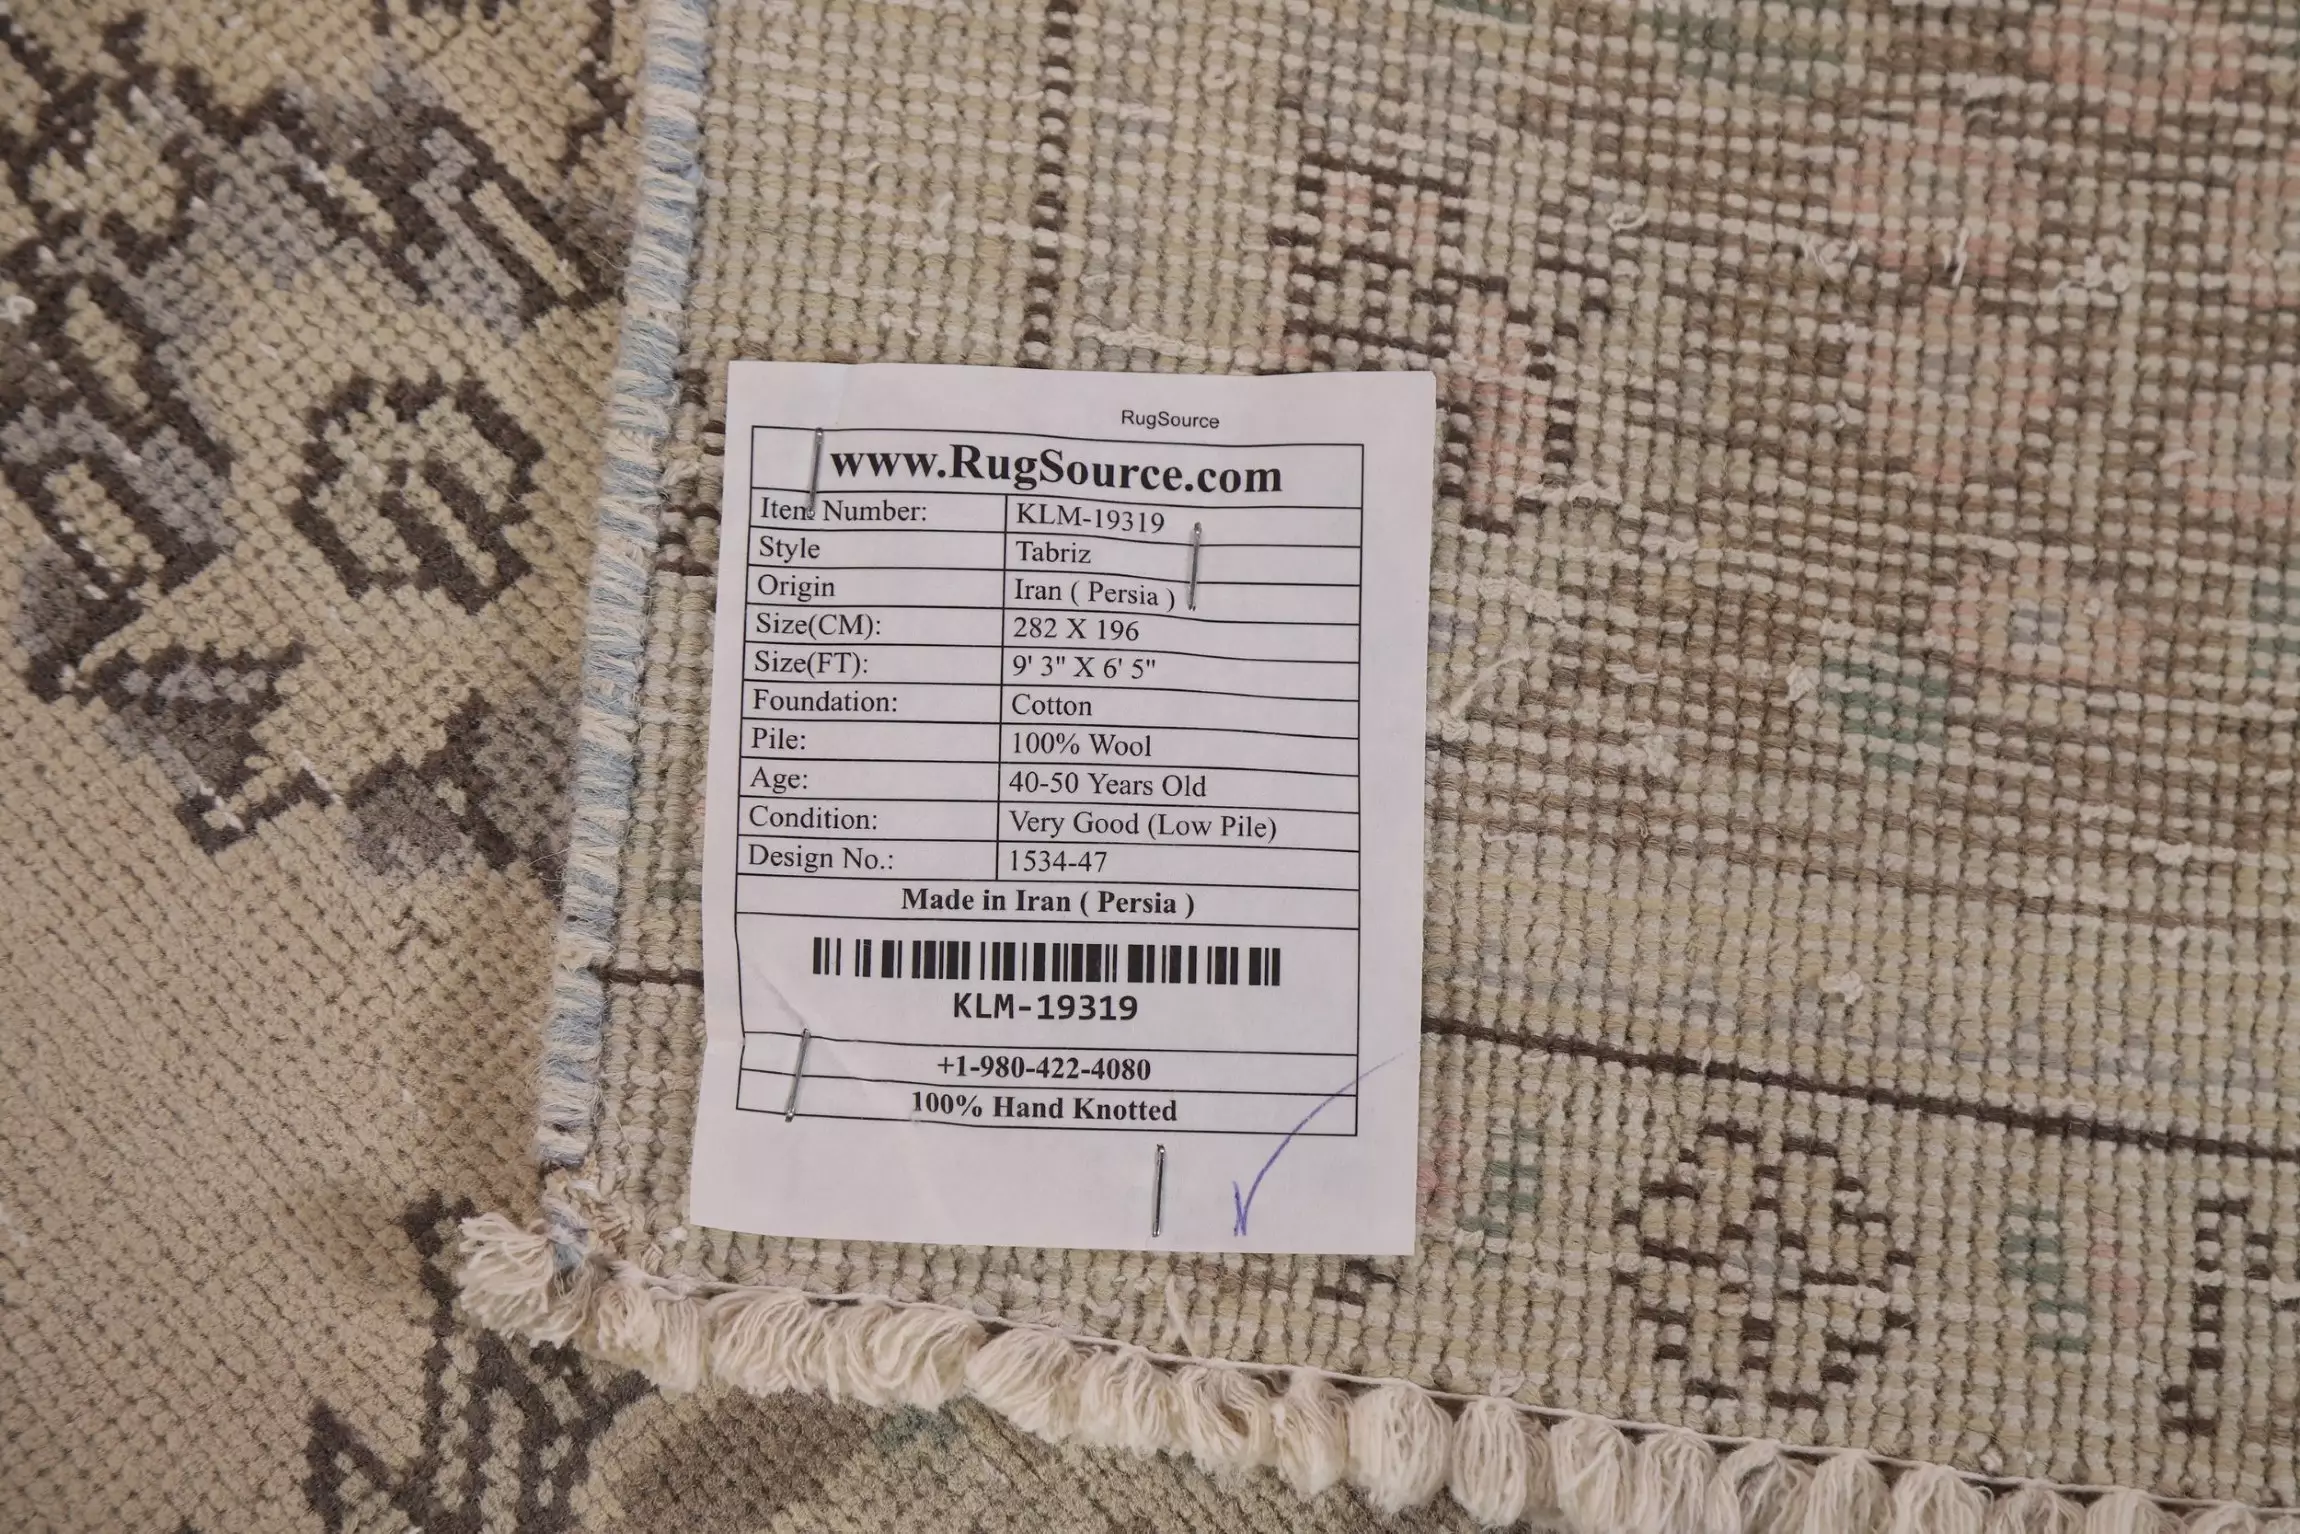 RugSource
www.RugSource.com
Item Number: KLM-19319
Style Tabriz
Origin Iran ( Persia )
Size(CM): 282 X 196
Size(FT): 9' 3" X 6' 5"
Foundation: Cotton
Pile: 100% Wool
Age: 40-50 Years Old
Condition: Very Good (Low Pile)
Design No.: 1534-47
Made in Iran ( Persia )
KLM-19319
+1-980-422-4080
100% Hand Knotted